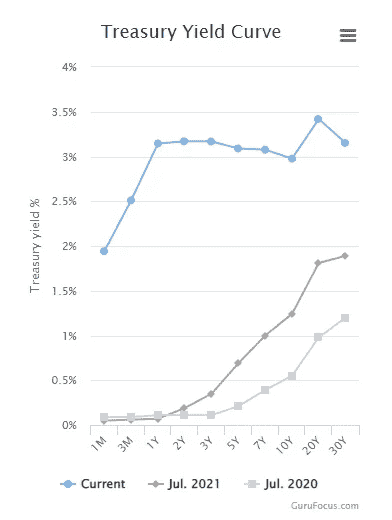 Treasury Yield Curve
4%
3.5%
3%
2.5%
2%
1.5%
1%
0.5%
0%
Treasury yield %
1M 3M 1Y 2Y 3Y 5Y 7Y 10Y 20Y 30Y
Current Jul. 2021 Jul. 2020
GuruFocus.com